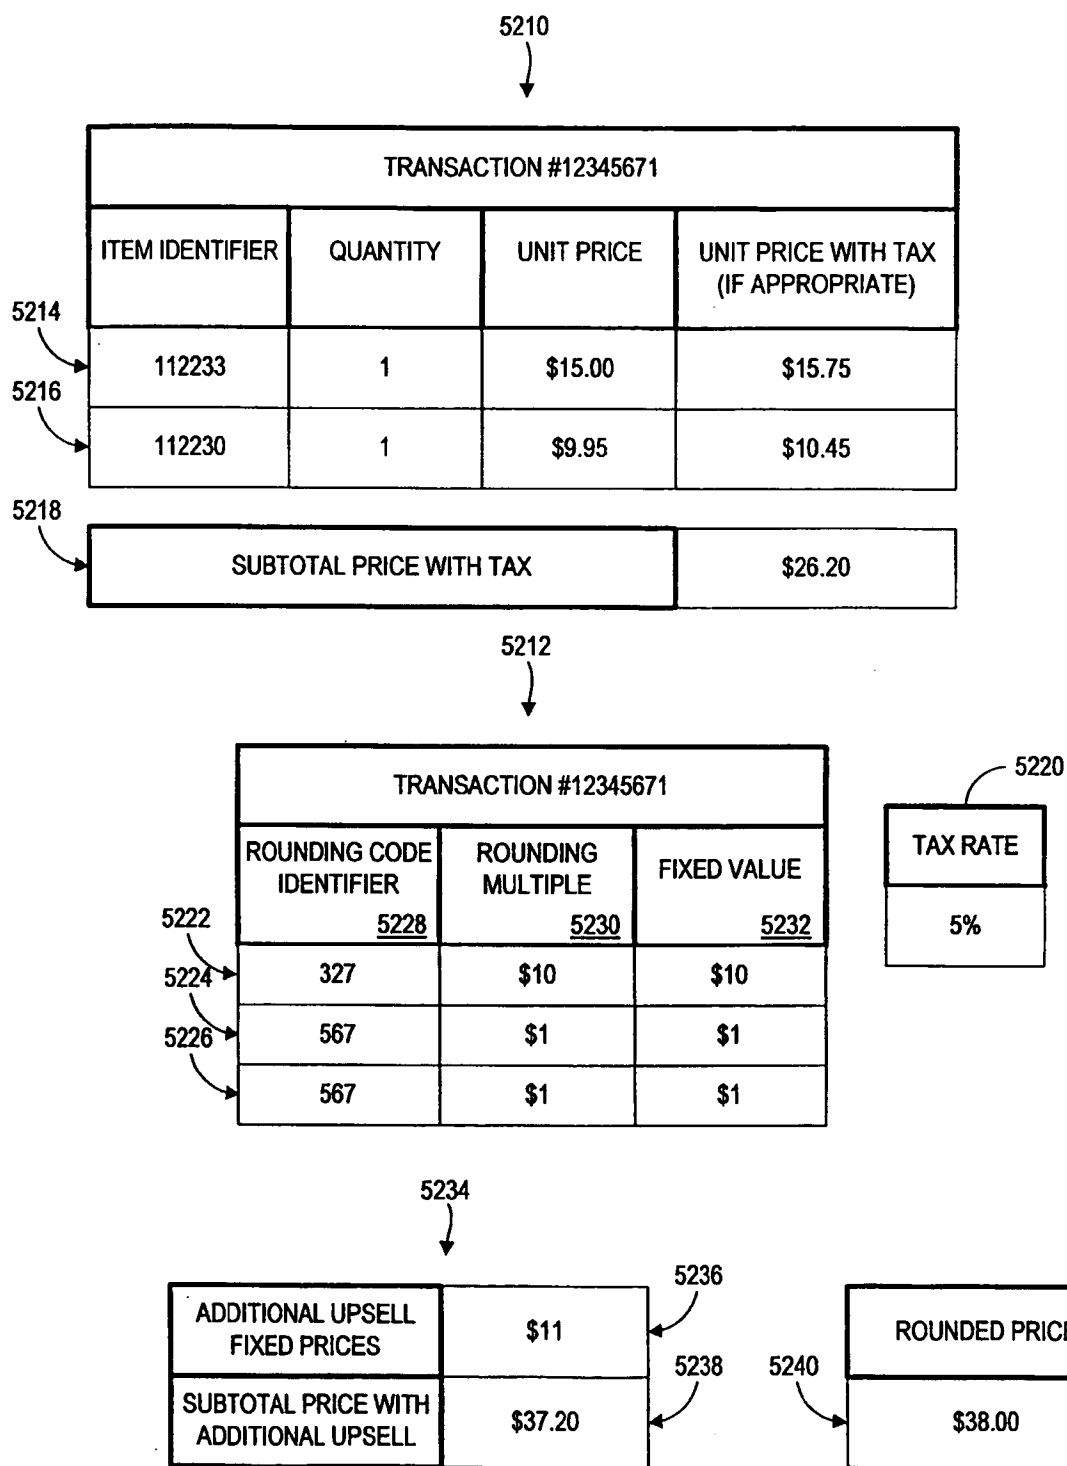 5210
TRANSACTION #12345671
ITEM IDENTIFIER
QUANTITY
UNIT PRICE
UNIT PRICE WITH TAX
(IF APPROPRIATE)
5214
112233
1
$15.00
$15.75
5216
112230
1
$9.95
$10.45
5218
SUBTOTAL PRICE WITH TAX
$26.20
5212
TRANSACTION #12345671
ROUNDING CODE
IDENTIFIER
5228
ROUNDING
MULTIPLE
5230
FIXED VALUE
5232
5220
TAX RATE
5%
5222
327
$10
$10
5224
567
$1
$1
5226
567
$1
$1
5234
ADDITIONAL UPSELL
FIXED PRICES
$11
5236
SUBTOTAL PRICE WITH
ADDITIONAL UPSELL
$37.20
5238
5240
ROUNDED PRICE
$38.00